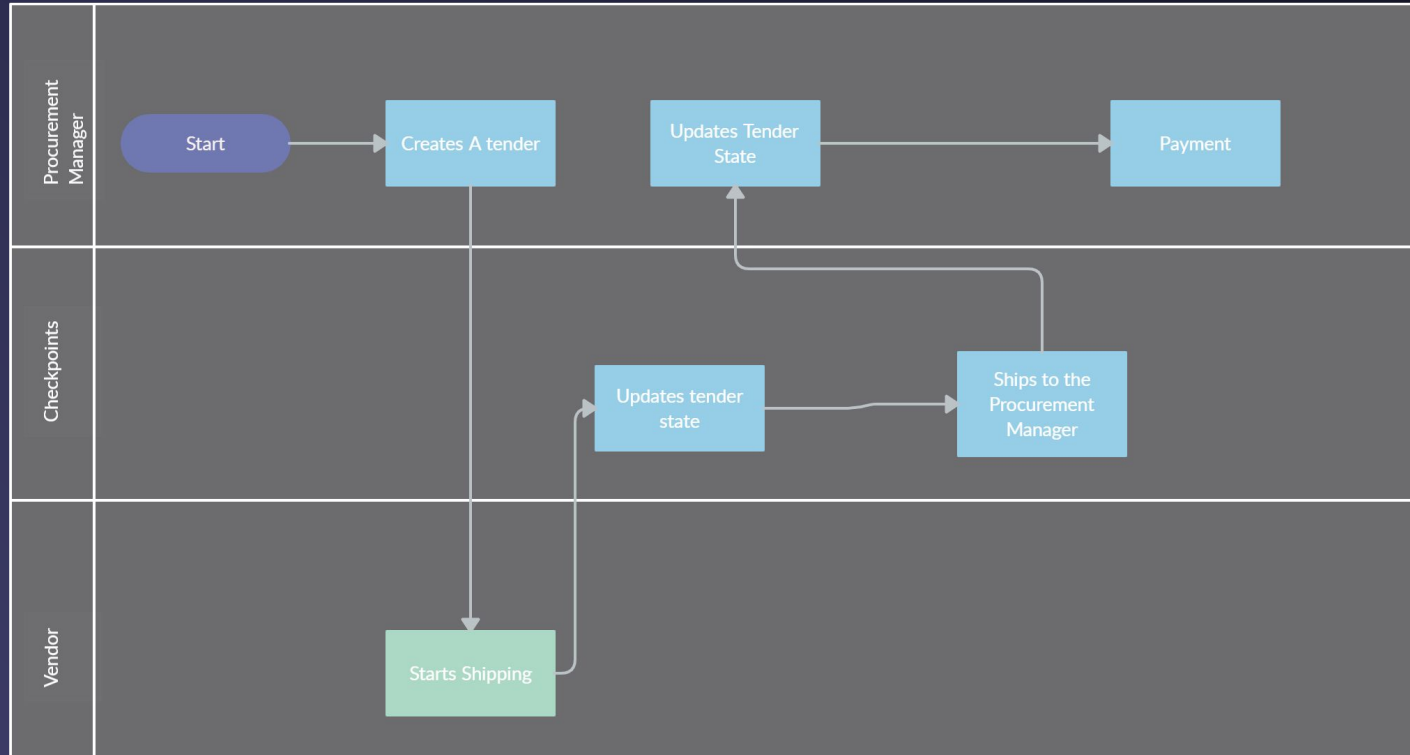 Procurement
Manager
Start
Creates A tender
Updates Tender
State
Payment
Checkpoints
Updates tender
state
Ships to the
Procurement
Manager
Vendor
Starts Shipping